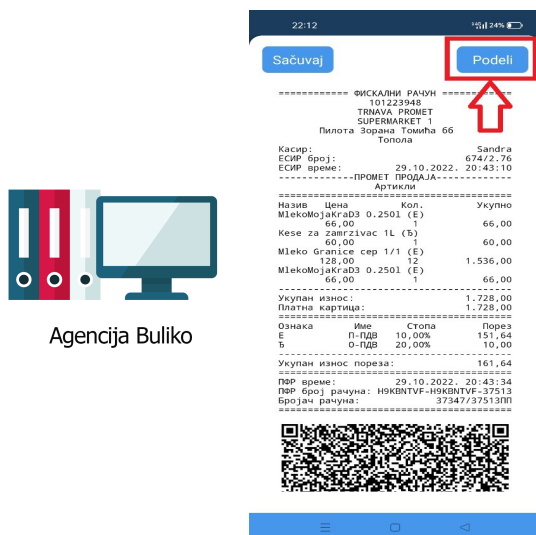 22:12
24%
Sačuvaj
Podeli
============ ФИСКАЛНИ РАЧУН ============
101223948
TRNAVA PROMET
SUPERMARKET 1
Пилота Зорана Томића бб
Топола
Касир: Sandra
ЕСИР број: 674/2.76
ЕСИР време: 29.10.2022. 20:43:10
-------------ПРОМЕТ ПРОДАЈА-------------
Артикли
========================================
Назив Цена Кол. Укупно
MlekoMojaKraD3 0.250l (Е)
66,00 1 66,00
Kese za zamrzivac 1L (Ђ)
60,00 1 60,00
Mleko Granice cep 1/1 (Е)
128,00 12 1.536,00
MlekoMojaKraD3 0.250l (Е)
66,00 1 66,00
----------------------------------------
Укупан износ: 1.728,00
Платна картица: 1.728,00
========================================
Ознака Име Стопа Порез
Е П-ПДВ 10,00% 151,64
Ђ О-ПДВ 20,00% 10,00
----------------------------------------
Укупан износ пореза: 161,64
========================================
ПФР време: 29.10.2022. 20:43:34
ПФР број рачуна: H9KBNTVF-H9KBNTVF-37513
Бројач рачуна: 37347/37513ПП
========================================
Agencija Buliko